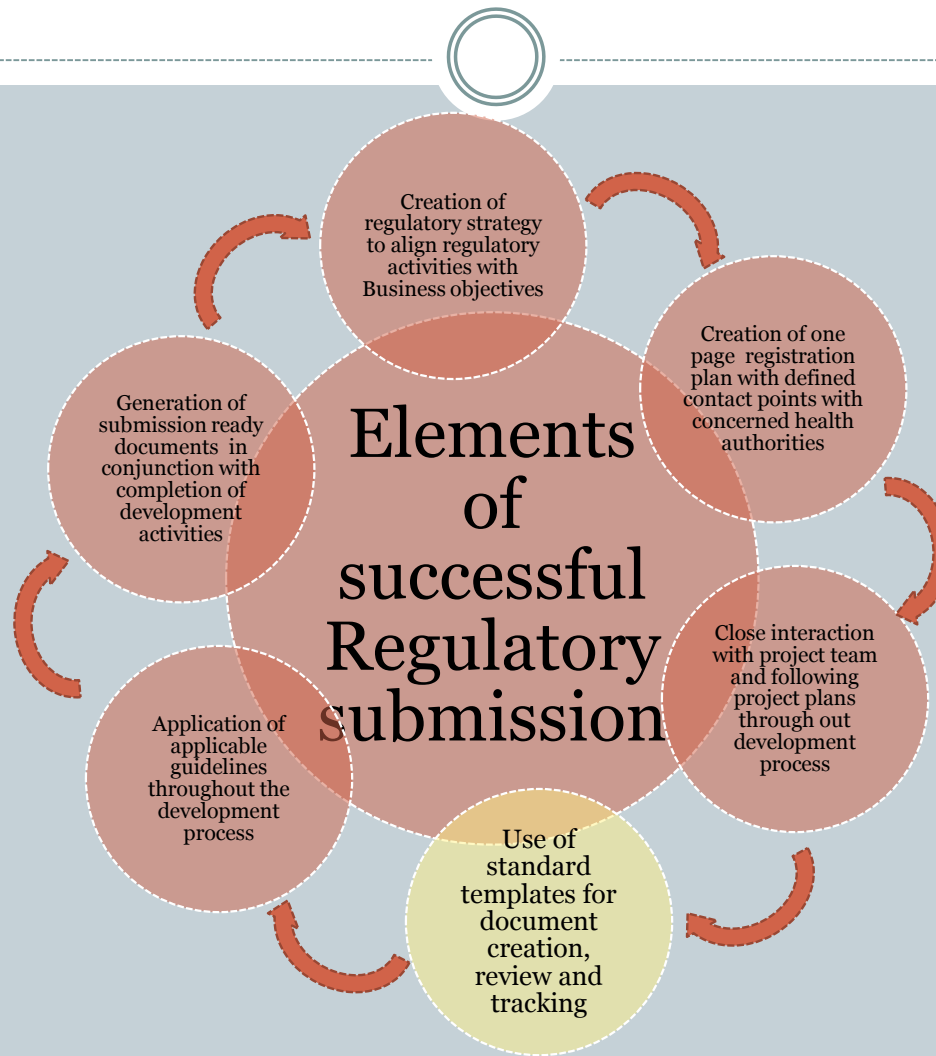 Creation of
regulatory strategy
to align regulatory
activities with
Business objectives
Creation of one
page registration
plan with defined
contact points with
concerned health
authorities
Close interaction
with project team
and following
project plans
through out
development
process
Use of
standard
templates for
document
creation,
review and
tracking
Application of
applicable
guidelines
throughout the
development
process
Generation of
submission ready
documents in
conjunction with
completion of
development
activities
Elements
of
successful
Regulatory
submission